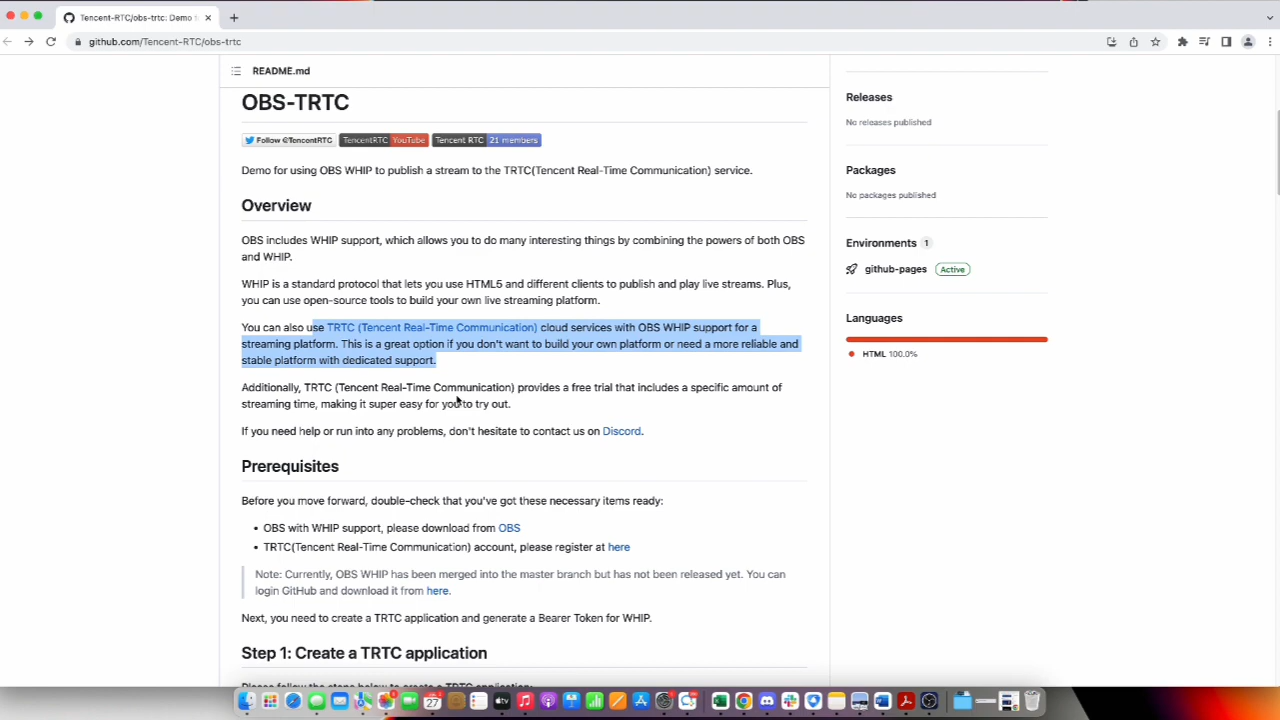 Tencent-RTC/obs-trtc: Demo f
github.com/Tencent-RTC/obs-trtc
README.md
OBS-TRTC
Follow @TencentRTC
TencentRTC YouTube
Tencent RTC 21 members
Demo for using OBS WHIP to publish a stream to the TRTC(Tencent Real-Time Communication) service.
Overview
OBS includes WHIP support, which allows you to do many interesting things by combining the powers of both OBS
and WHIP.
WHIP is a standard protocol that lets you use HTML5 and different clients to publish and play live streams. Plus,
you can use open-source tools to build your own live streaming platform.
You can also use TRTC (Tencent Real-Time Communication) cloud services with OBS WHIP support for a
streaming platform. This is a great option if you don't want to build your own platform or need a more reliable and
stable platform with dedicated support.
Additionally, TRTC (Tencent Real-Time Communication) provides a free trial that includes a specific amount of
streaming time, making it super easy for you to try out.
If you need help or run into any problems, don't hesitate to contact us on Discord.
Prerequisites
Before you move forward, double-check that you've got these necessary items ready:
• OBS with WHIP support, please download from OBS
• TRTC(Tencent Real-Time Communication) account, please register at here
Note: Currently, OBS WHIP has been merged into the master branch but has not been released yet. You can
login GitHub and download it from here.
Next, you need to create a TRTC application and generate a Bearer Token for WHIP.
Step 1: Create a TRTC application
Please follow the steps below to create a TRTC application:
Releases
No releases published
Packages
No packages published
Environments 1
github-pages Active
Languages
HTML 100.0%
27